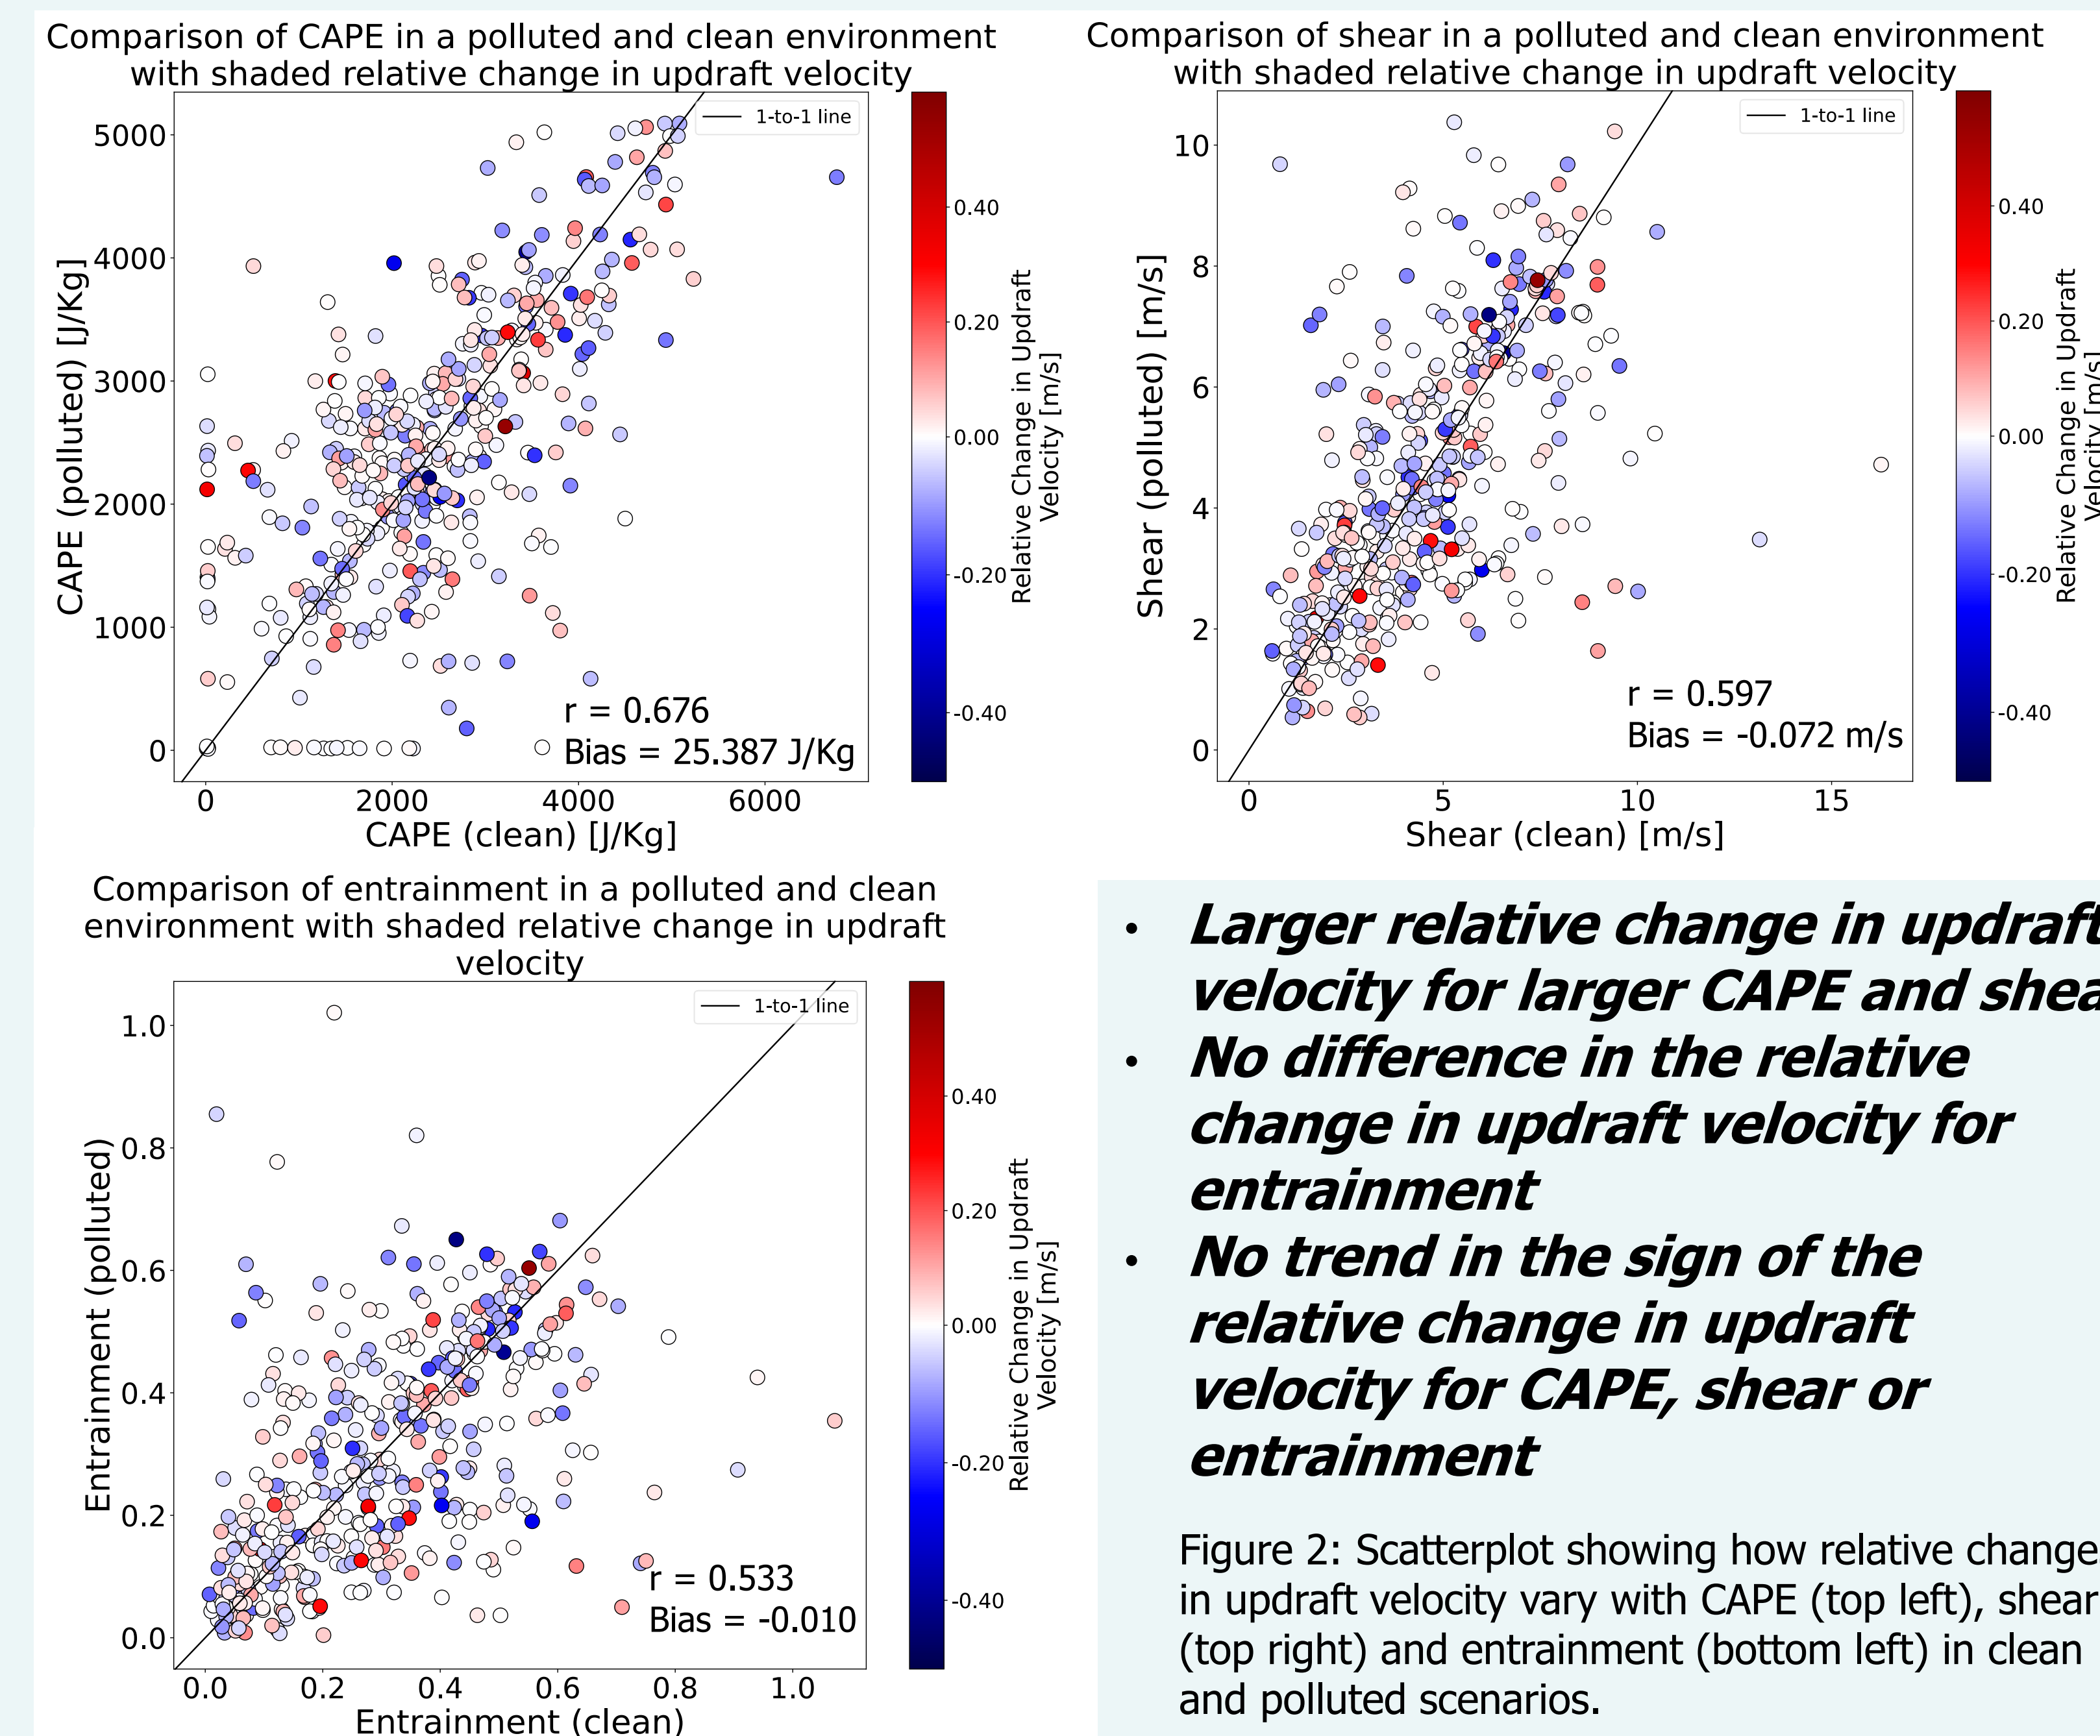 Comparison of CAPE in a polluted and clean environment
with shaded relative change in updraft velocity
1-to-1 line
5000
4000
3000
2000
1000
0
CAPE (polluted) [J/Kg]
r = 0.676
Bias = 25.387 J/Kg
0 2000 4000 6000
CAPE (clean) [J/Kg]
0.40
0.20
0.00
-0.20
-0.40
Relative Change in Updraft
Velocity [m/s]
Comparison of shear in a polluted and clean environment
with shaded relative change in updraft velocity
1-to-1 line
10
8
6
4
2
0
Shear (polluted) [m/s]
r = 0.597
Bias = -0.072 m/s
0 5 10 15
Shear (clean) [m/s]
0.40
0.20
0.00
-0.20
-0.40
Relative Change in Updraft
Velocity [m/s]
Comparison of entrainment in a polluted and clean
environment with shaded relative change in updraft
velocity
1-to-1 line
1.0
0.8
0.6
0.4
0.2
0.0
Entrainment (polluted)
r = 0.533
Bias = -0.010
0.0 0.2 0.4 0.6 0.8 1.0
Entrainment (clean)
0.40
0.20
0.00
-0.20
-0.40
Relative Change in Updraft
Velocity [m/s]
• Larger relative change in updraft
velocity for larger CAPE and shea
• No difference in the relative
change in updraft velocity for
entrainment
• No trend in the sign of the
relative change in updraft
velocity for CAPE, shear or
entrainment
Figure 2: Scatterplot showing how relative change
in updraft velocity vary with CAPE (top left), shear
(top right) and entrainment (bottom left) in clean
and polluted scenarios.